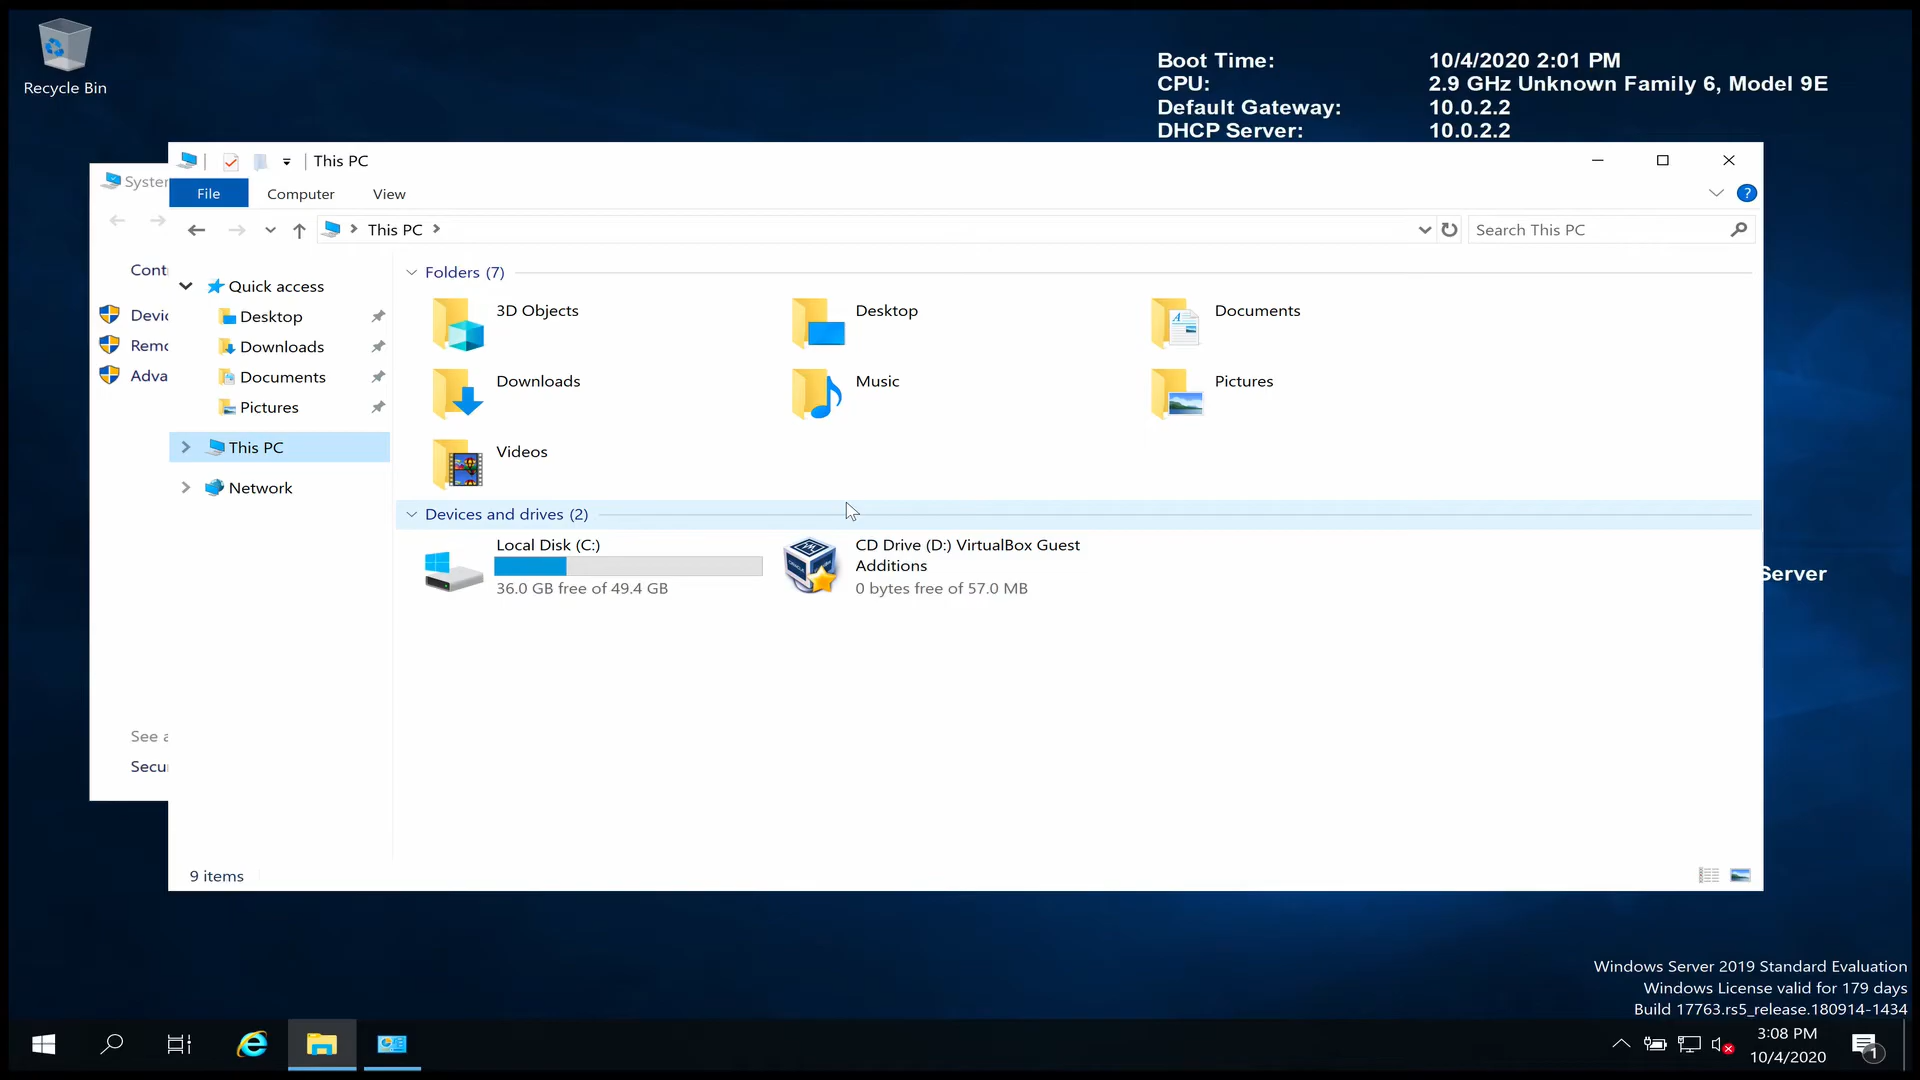 Recycle Bin
Boot Time: 10/4/2020 2:01 PM
CPU: 2.9 GHz Unknown Family 6, Model 9E
Default Gateway: 10.0.2.2
DHCP Server: 10.0.2.2
This PC
File Computer View
This PC
Search This PC
Quick access
Desktop
Downloads
Documents
Pictures
This PC
Network
Folders (7)
3D Objects
Desktop
Documents
Downloads
Music
Pictures
Videos
Devices and drives (2)
Local Disk (C:)
36.0 GB free of 49.4 GB
CD Drive (D:) VirtualBox Guest
Additions
0 bytes free of 57.0 MB
9 items
Server
Windows Server 2019 Standard Evaluation
Windows License valid for 179 days
Build 17763.rs5_release.180914-1434
3:08 PM
10/4/2020
1